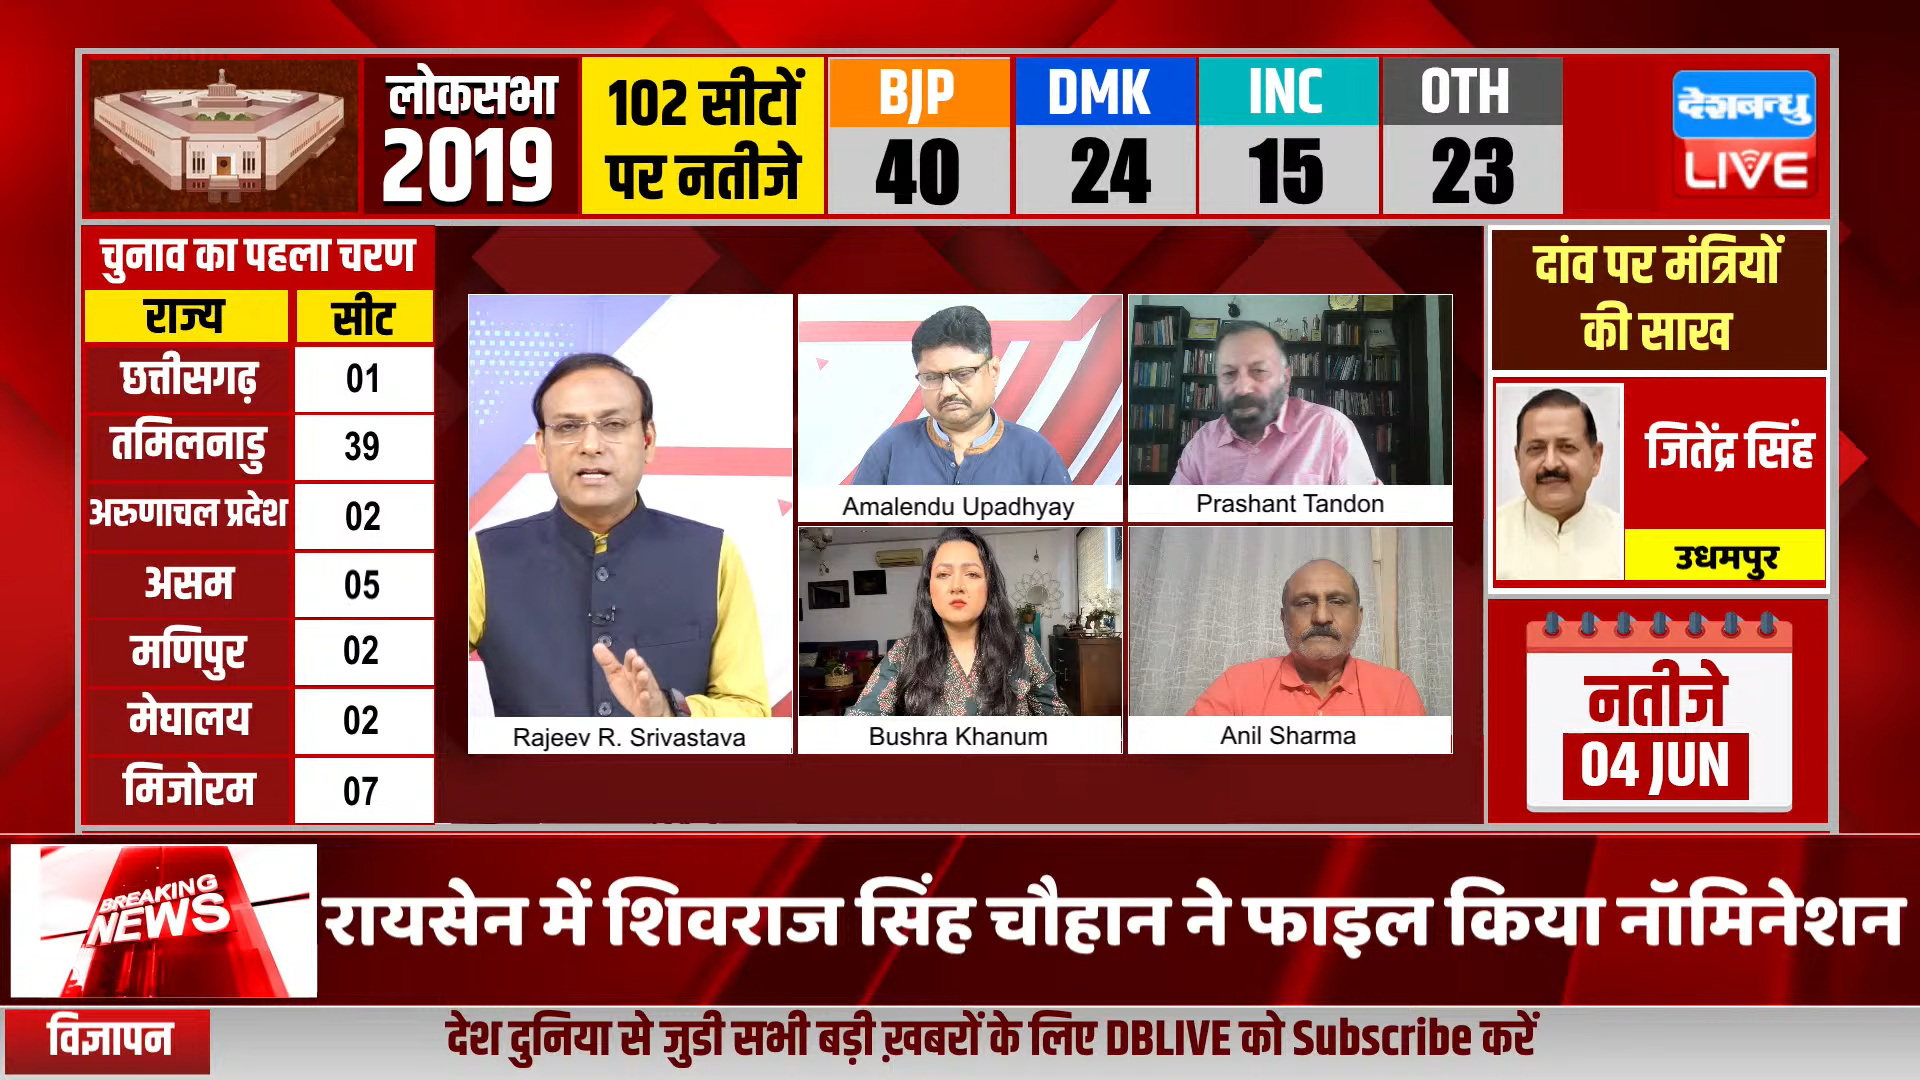 लोकसभा
2019
102 सीटों
पर नतीजे
BJP
40
DMK
24
INC
15
OTH
23
देशबन्धु
LIVE
चुनाव का पहला चरण
राज्य सीट
छत्तीसगढ़ 01
तमिलनाडु 39
अरुणाचल प्रदेश 02
असम 05
मणिपुर 02
मेघालय 02
मिजोरम 07
Rajeev R. Srivastava
Amalendu Upadhyay
Prashant Tandon
Bushra Khanum
Anil Sharma
दांव पर मंत्रियों
की साख
जितेंद्र सिंह
उधमपुर
नतीजे
04 JUN
BREAKING
NEWS
रायसेन में शिवराज सिंह चौहान ने फाइल किया नॉमिनेशन
विज्ञापन
देश दुनिया से जुडी सभी बड़ी ख़बरों के लिए DBLIVE को Subscribe करें